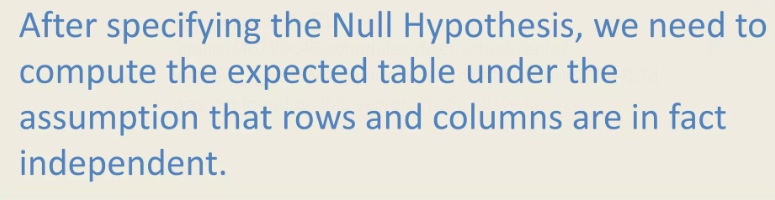 After specifying the Null Hypothesis, we need to
compute the expected table under the
assumption that rows and columns are in fact
independent.